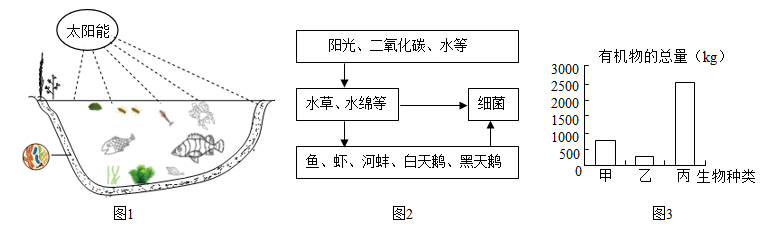 太阳能
图1
阳光、二氧化碳、水等
水草、水绵等
细菌
鱼、虾、河蚌、白天鹅、黑天鹅
图2
有机物的总量（kg）
3000
2500
2000
1500
1000
500
0
甲 乙 丙 生物种类
图3